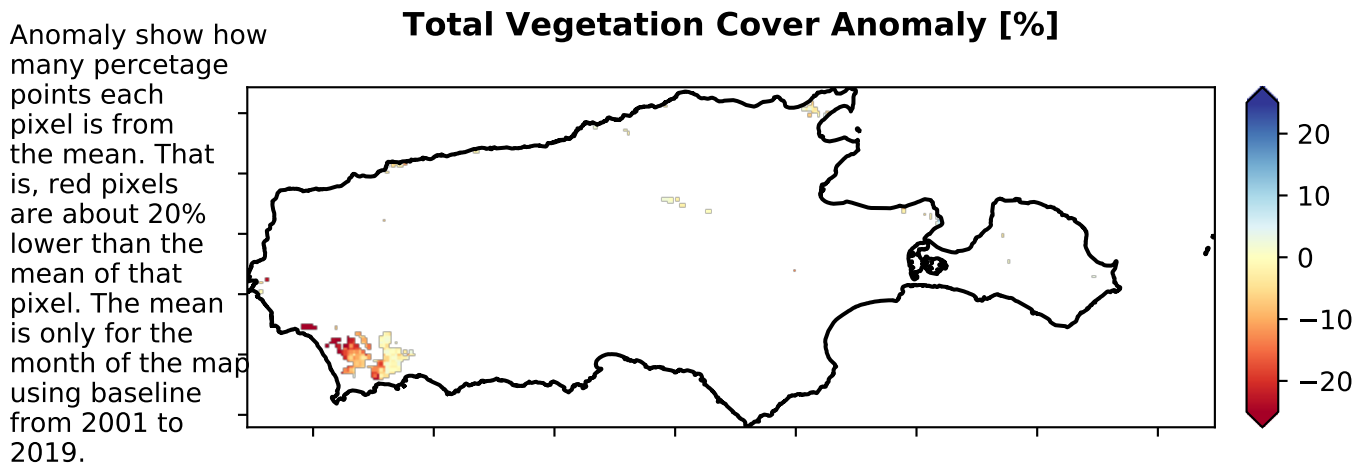 Total Vegetation Cover Anomaly [%]
Anomaly show how
many percetage
points each
pixel is from
the mean. That
is, red pixels
are about 20%
lower than the
mean of that
pixel. The mean
is only for the
month of the map
using baseline
from 2001 to
2019.
20
10
0
−10
−20